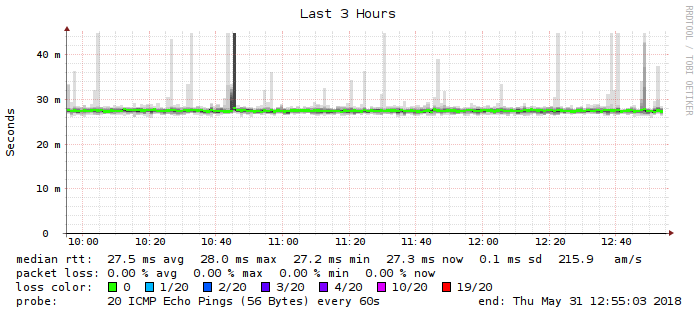 Last 3 Hours
RRDTOOL / TOBI OETIKER
Seconds
40 m
30 m
20 m
10 m
0
10:00 10:20 10:40 11:00 11:20 11:40 12:00 12:20 12:40
median rtt: 27.5 ms avg 28.0 ms max 27.2 ms min 27.3 ms now 0.1 ms sd 215.9 am/s
packet loss: 0.00 % avg 0.00 % max 0.00 % min 0.00 % now
loss color: 0 1/20 2/20 3/20 4/20 10/20 19/20
probe: 20 ICMP Echo Pings (56 Bytes) every 60s end: Thu May 31 12:55:03 2018